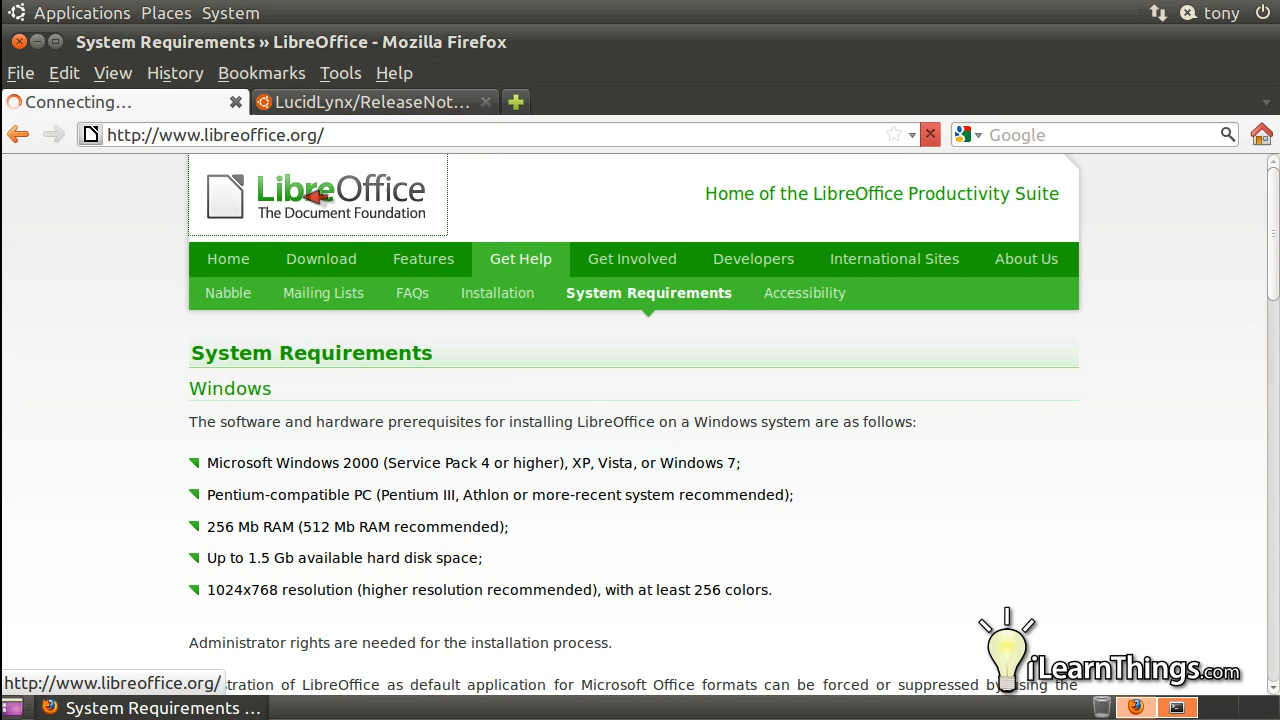 Applications Places System tony
System Requirements » LibreOffice - Mozilla Firefox
File Edit View History Bookmarks Tools Help
Connecting... LucidLynx/ReleaseNot...
http://www.libreoffice.org/ Google
LibreOffice
The Document Foundation
Home of the LibreOffice Productivity Suite
Home Download Features Get Help Get Involved Developers International Sites About Us
Nabble Mailing Lists FAQs Installation System Requirements Accessibility
System Requirements
Windows
The software and hardware prerequisites for installing LibreOffice on a Windows system are as follows:
Microsoft Windows 2000 (Service Pack 4 or higher), XP, Vista, or Windows 7;
Pentium-compatible PC (Pentium III, Athlon or more-recent system recommended);
256 Mb RAM (512 Mb RAM recommended);
Up to 1.5 Gb available hard disk space;
1024x768 resolution (higher resolution recommended), with at least 256 colors.
Administrator rights are needed for the installation process.
iLearnThings.com
http://www.libreoffice.org/ stration of LibreOffice as default application for Microsoft Office formats can be forced or suppressed by using the
System Requirements ...